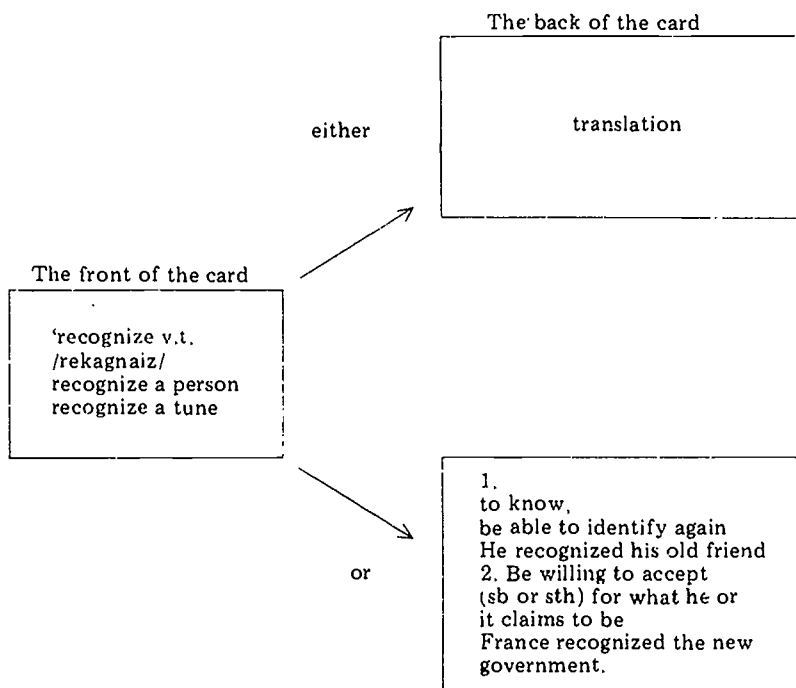 The back of the card
either
translation
The front of the card
'recognize v.t.
/rekagnaiz/
recognize a person
recognize a tune
or
1.
to know,
be able to identify again
He recognized his old friend
2. Be willing to accept
(sb or sth) for what he or
it claims to be
France recognized the new
government.